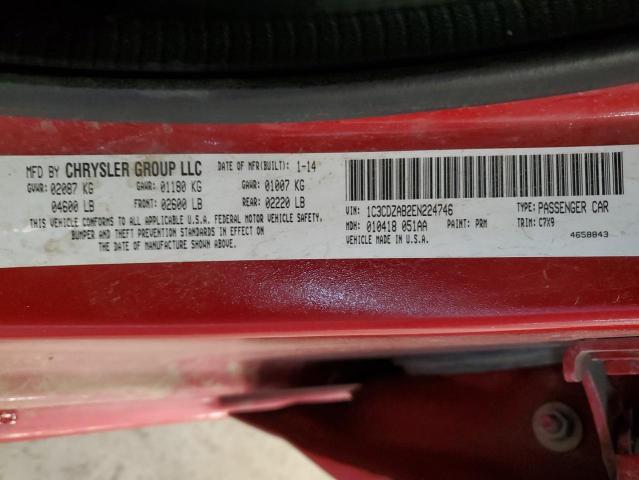 MFD BY CHRYSLER GROUP LLC DATE OF MFR(BUILT): 1-14
GVWR: 02087 KG GAWR: 01180 KG GAWR: 01007 KG
04600 LB FRONT: 02600 LB REAR: 02220 LB
THIS VEHICLE CONFORMS TO ALL APPLICABLE U.S.A. FEDERAL MOTOR VEHICLE SAFETY,
BUMPER AND THEFT PREVENTION STANDARDS IN EFFECT ON
THE DATE OF MANUFACTURE SHOWN ABOVE.
VIN: 1C3CDZAB2EN224746 TYPE: PASSENGER CAR
MDH: 010418 051AA PAINT: PRM TRIM: C7X9
VEHICLE MADE IN U.S.A. 4658843